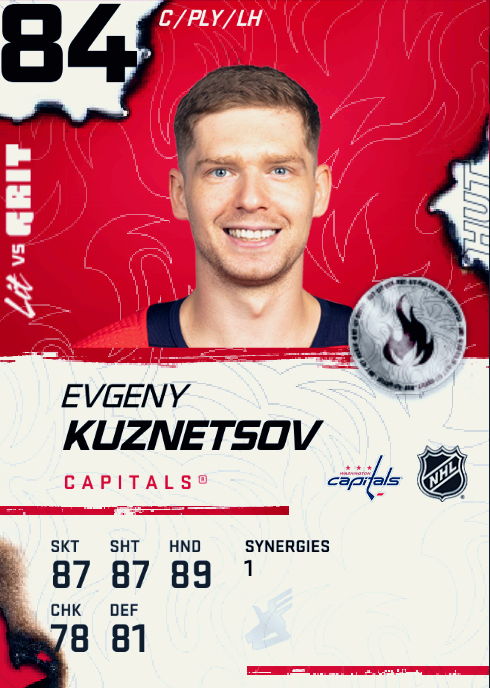 84
C/PLY/LH
Lit vs GRIT
HUT
EVGENY
KUZNETSOV
CAPITALS®
WASHINGTON
capitals
NHL
SKT SHT HND SYNERGIES
87 87 89 1
CHK DEF
78 81